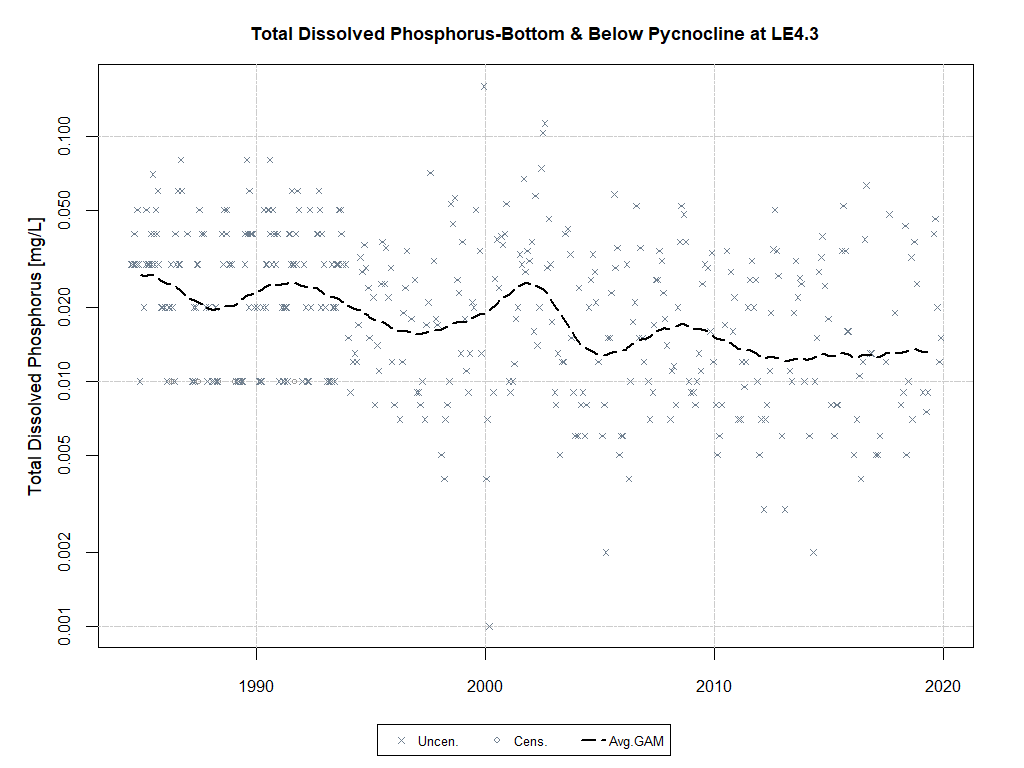 Total Dissolved Phosphorus-Bottom & Below Pycnocline at LE4.3
Total Dissolved Phosphorus [mg/L]
0.100
0.050
0.020
0.010
0.005
0.002
0.001
1990 2000 2010 2020
Uncen. Cens. Avg.GAM